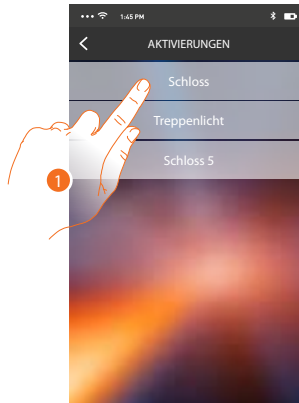 1:45 PM
AKTIVIERUNGEN
Schloss
Treppenlicht
Schloss 5
1